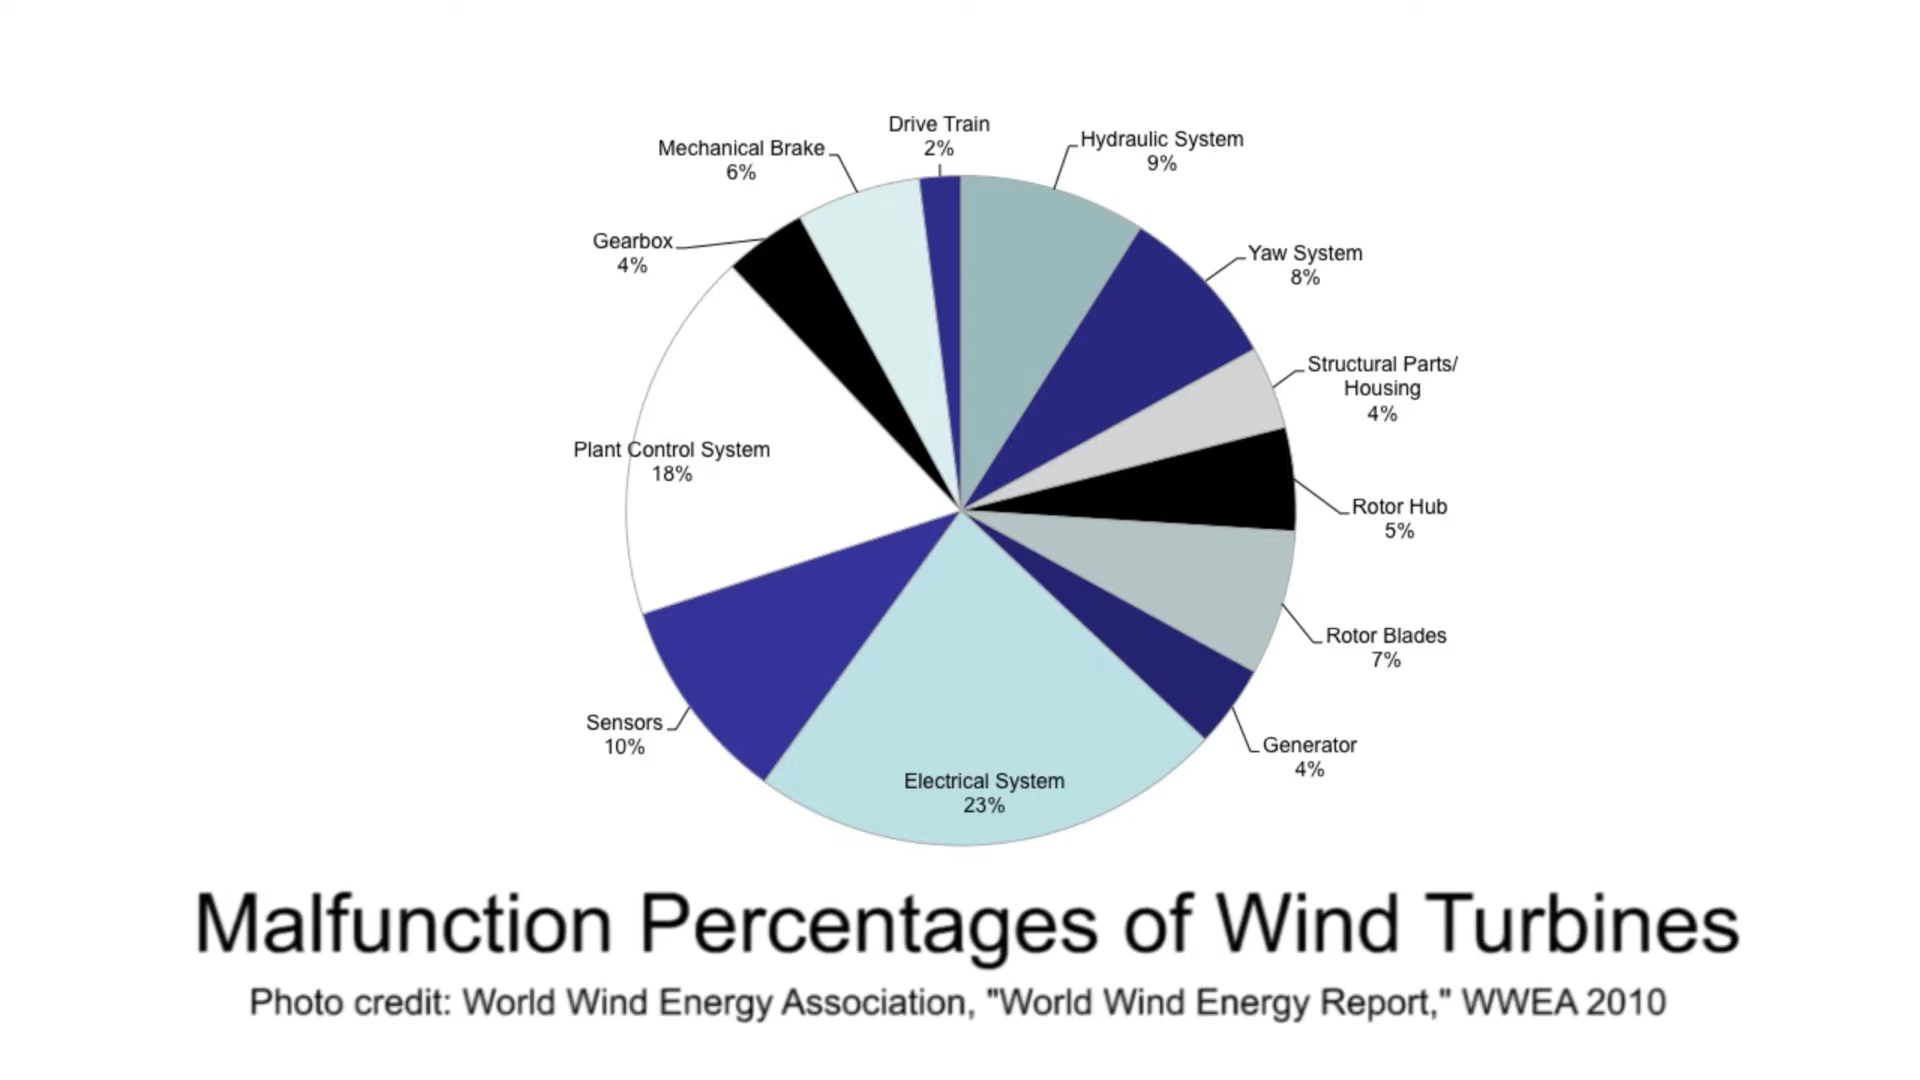 Drive Train
2%
Hydraulic System
9%
Mechanical Brake
6%
Gearbox
4%
Yaw System
8%
Structural Parts/
Housing
4%
Plant Control System
18%
Rotor Hub
5%
Rotor Blades
7%
Sensors
10%
Generator
4%
Electrical System
23%
Malfunction Percentages of Wind Turbines
Photo credit: World Wind Energy Association, "World Wind Energy Report," WWEA 2010